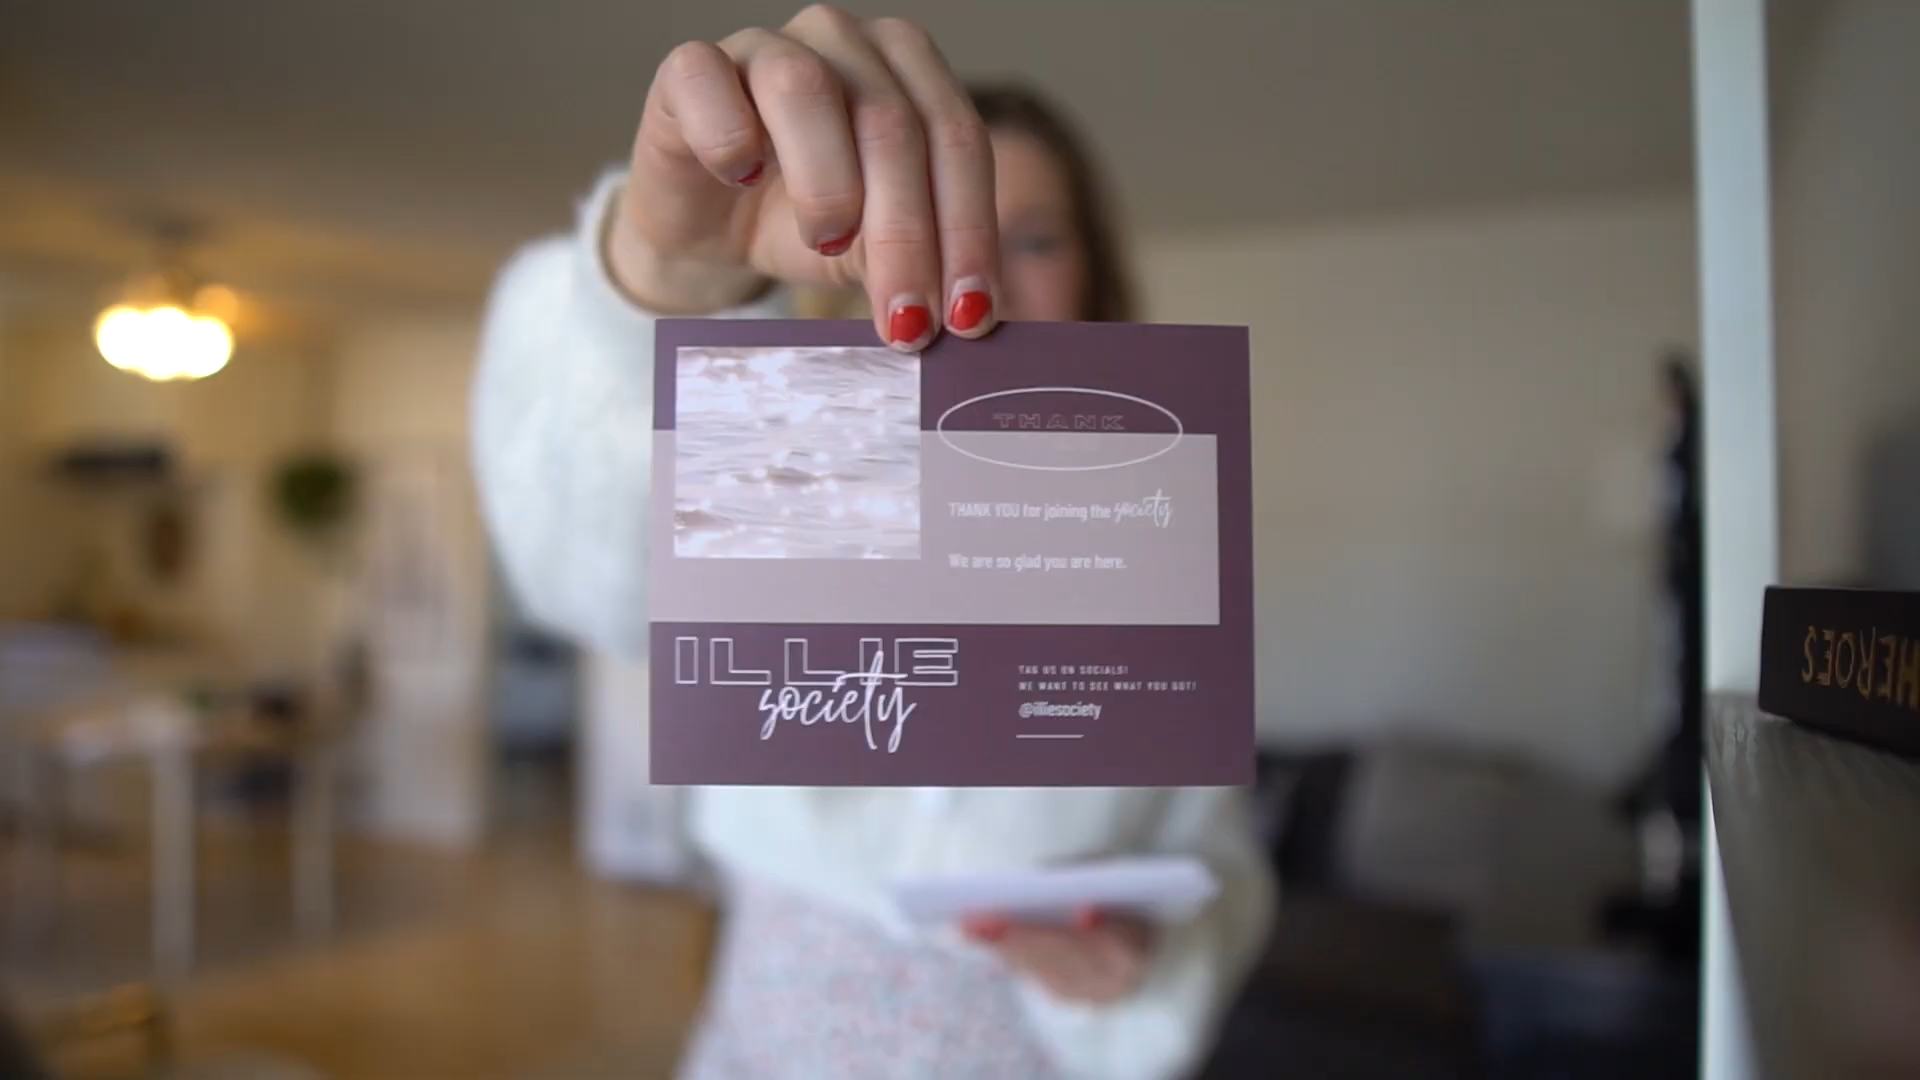 THANK
THANK YOU for joining the society
We are so glad you are here.
ILLIE
society
TAG US ON SOCIALS!
WE WANT TO SEE WHAT YOU GOT!
@illiesociety
HEROES